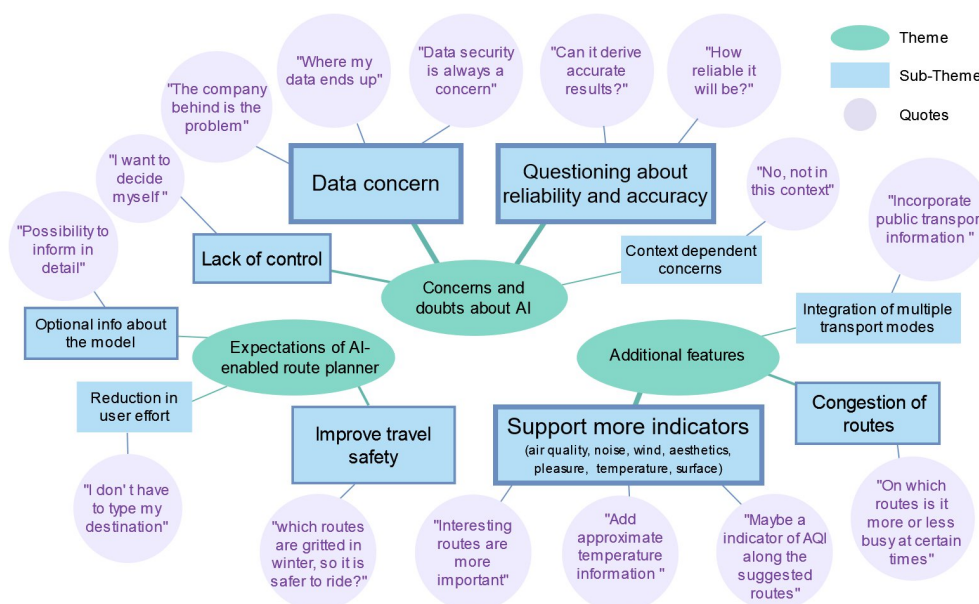 "Where my
data ends up"
"Data security
is always a
concern"
"Can it derive
accurate
results?"
"How
reliable it
will be?"
Theme
Sub-Theme
Quotes
"The company
behind is the
problem"
"I want to
decide
myself "
"Possibility to
inform in
detail"
Data concern
Questioning about
reliability and accuracy
"No, not in
this context"
"Incorporate
public transport
information "
Lack of control
Context dependent
concerns
Concerns and
doubts about AI
Optional info about
the model
Integration of multiple
transport modes
Expectations of AI-
enabled route planner
Additional features
Reduction in
user effort
Improve travel
safety
Support more indicators
(air quality, noise, wind, aesthetics,
pleasure, temperature, surface)
Congestion of
routes
"I don' t have
to type my
destination"
"which routes
are gritted in
winter, so it is
safer to ride?"
"Interesting
routes are
more
important"
"Add
approximate
temperature
information "
"Maybe a
indicator of AQI
along the
suggested
routes"
"On which
routes is it
more or less
busy at certain
times "